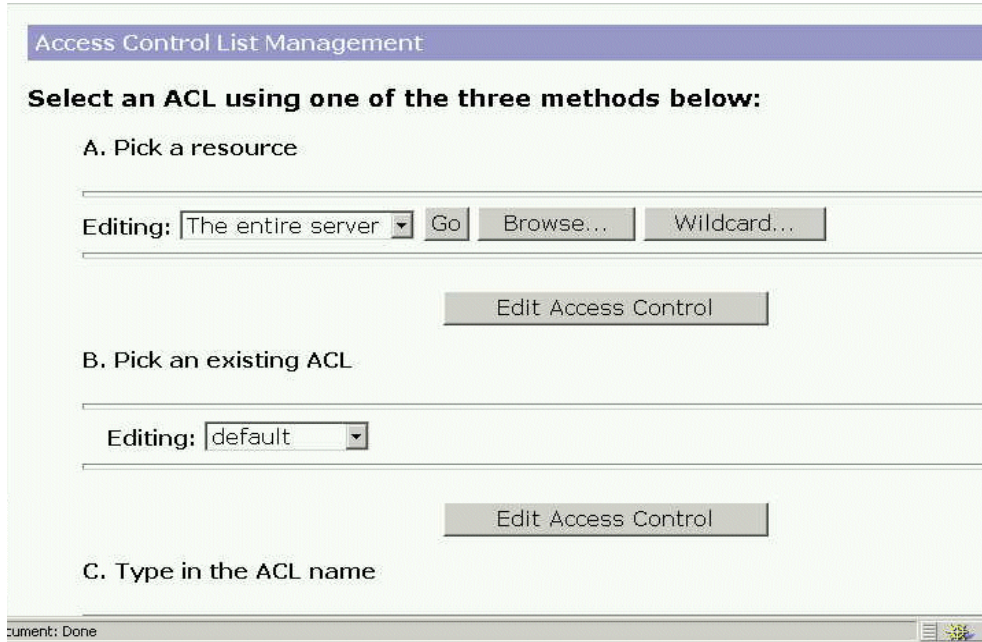 Access Control List Management
Select an ACL using one of the three methods below:
A. Pick a resource
Editing: The entire server Go Browse... Wildcard...
Edit Access Control
B. Pick an existing ACL
Editing: default
Edit Access Control
C. Type in the ACL name
cument: Done